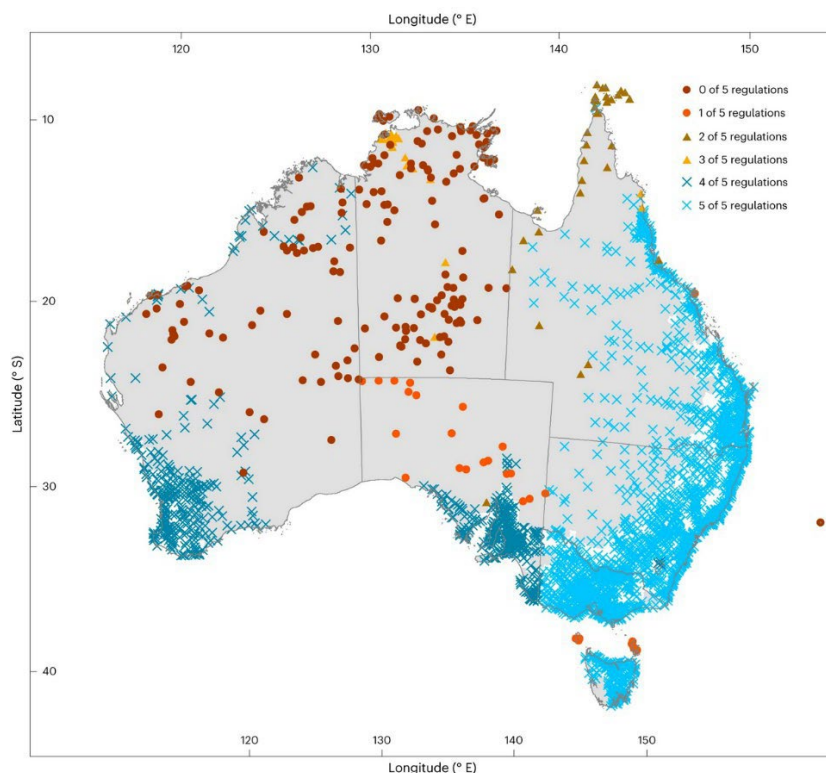 Longitude (° E)
120 130 140 150
0 of 5 regulations
1 of 5 regulations
2 of 5 regulations
3 of 5 regulations
4 of 5 regulations
5 of 5 regulations
10
20
30
40
Latitude (° S)
120 130 140 150
Longitude (° E)